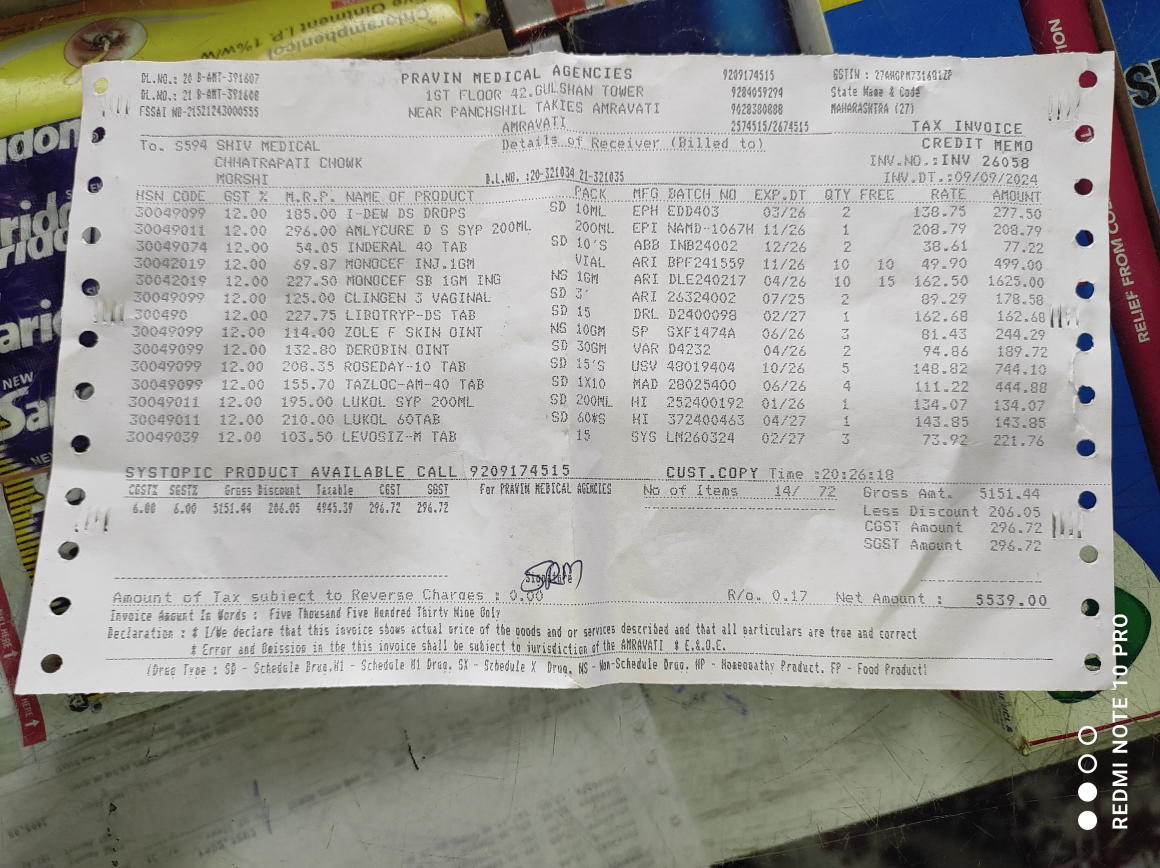 Chloramphenicol
Eye Ointment I.P. 1% w/w
DL.NO.: 20 B-AMT-391607
DL.NO.: 21 B-AMT-391608
FSSAI NO-21521243000555
PRAVIN MEDICAL AGENCIES
1ST FLOOR 42.GULSHAN TOWER
NEAR PANCHSHIL TAKIES AMRAVATI
AMRAVATI
9209174515
9284059294
9028380888
2574515/2674515
GSTIN : 27AHGPM7316Q1ZP
State Name & Code
MAHARASHTRA (27)
TAX INVOICE
CREDIT MEMO
INV.NO.:INV 26058
INV.DT.:09/09/2024
To. S594 SHIV MEDICAL
CHHATRAPATI CHOWK
MORSHI
Details of Receiver (Billed to)
D.L.NO. :20-321034 21-321035
HSN CODE GST % M.R.P. NAME OF PRODUCT PACK MFG BATCH NO EXP.DT QTY FREE RATE AMOUNT
30049099 12.00 185.00 I-DEW DS DROPS SD 10ML EPH EDD403 03/26 2 138.75 277.50
30049011 12.00 296.00 AMLYCURE D S SYP 200ML 200ML EPI NAMD-1067H 11/26 1 208.79 208.79
30049074 12.00 54.05 INDERAL 40 TAB SD 10'S ABB INB24002 12/26 2 38.61 77.22
30042019 12.00 69.87 MONOCEF INJ.1GM VIAL ARI BPF241559 11/26 10 10 49.90 499.00
30042019 12.00 227.50 MONOCEF SB 1GM ING NS 1GM ARI DLE240217 04/26 10 15 162.50 1625.00
30049099 12.00 125.00 CLINGEN 3 VAGINAL SD 3' ARI 26324002 07/25 2 89.29 178.58
300490 12.00 227.75 LIBOTRYP-DS TAB SD 15 DRL D2400098 02/27 1 162.68 162.68
30049099 12.00 114.00 ZOLE F SKIN OINT NS 10GM SP SXF1474A 06/26 3 81.43 244.29
30049099 12.00 132.80 DEROBIN OINT SD 30GM VAR D4232 04/26 2 94.86 189.72
30049099 12.00 208.35 ROSEDAY-10 TAB SD 15'S USV 48019404 10/26 5 148.82 744.10
30049099 12.00 155.70 TAZLOC-AM-40 TAB SD 1X10 MAD 28025400 06/26 4 111.22 444.88
30049011 12.00 195.00 LUKOL SYP 200ML SD 200ML HI 252400192 01/26 1 134.07 134.07
30049011 12.00 210.00 LUKOL 60TAB SD 60*S HI 372400463 04/27 1 143.85 143.85
30049039 12.00 103.50 LEVOSIZ-M TAB 15 SYS LM260324 02/27 3 73.92 221.76
SYSTOPIC PRODUCT AVAILABLE CALL 9209174515 CUST.COPY Time :20:26:18
CGST% SGST% Gross Discount Taxable CGST SGST
6.00 6.00 5151.44 206.05 4945.39 296.72 296.72
For PRAVIN MEDICAL AGENCIES
No of Items 14/ 72
Gross Amt. 5151.44
Less Discount 206.05
CGST Amount 296.72
SGST Amount 296.72
Signature
Amount of Tax subject to Reverse Charges : 0.00 R/o. 0.17 Net Amount : 5539.00
Invoice Amount In Words : Five Thousand Five Hundred Thirty Nine Only
Declaration : * I/We declare that this invoice shows actual price of the goods and or services described and that all particulars are true and correct
* Error and Omission in the this invoice shall be subject to jurisdiction of the AMRAVATI * E.&.O.E.
(Drug Type : SD - Schedule Drug,H1 - Schedule H1 Drug, SX - Schedule X Drug, NS - Non-Schedule Drug, HP - Homeopathy Product, FP - Food Product)
NEW
RELIEF FROM
REDMI NOTE 10 PRO